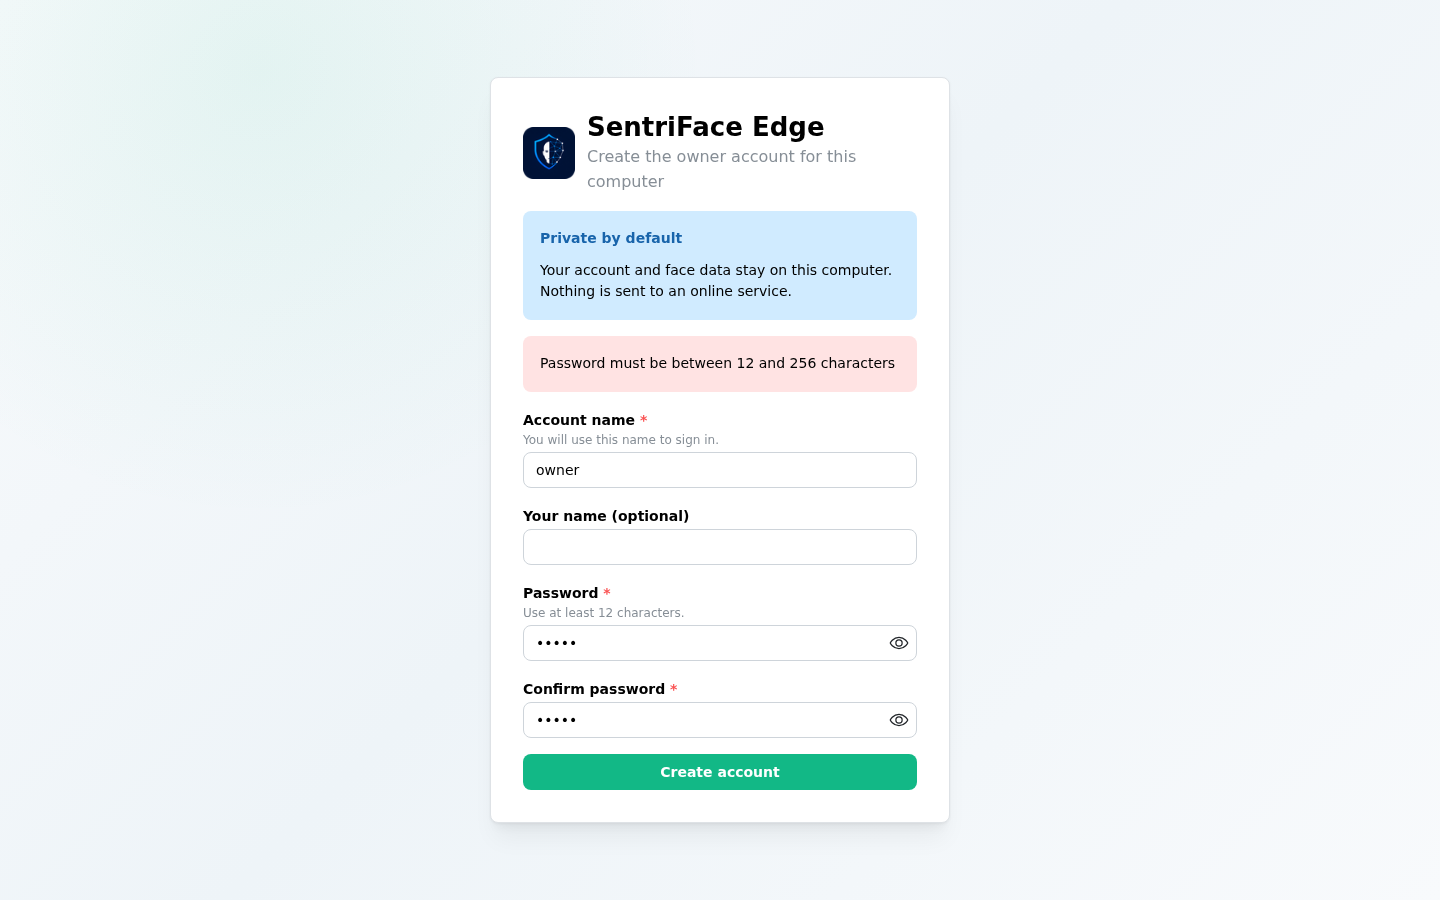 SentriFace Edge
Create the owner account for this
computer
Private by default
Your account and face data stay on this computer.
Nothing is sent to an online service.
Password must be between 12 and 256 characters
Account name *
You will use this name to sign in.
owner
Your name (optional)
Password *
Use at least 12 characters.
•••••
Confirm password *
•••••
Create account